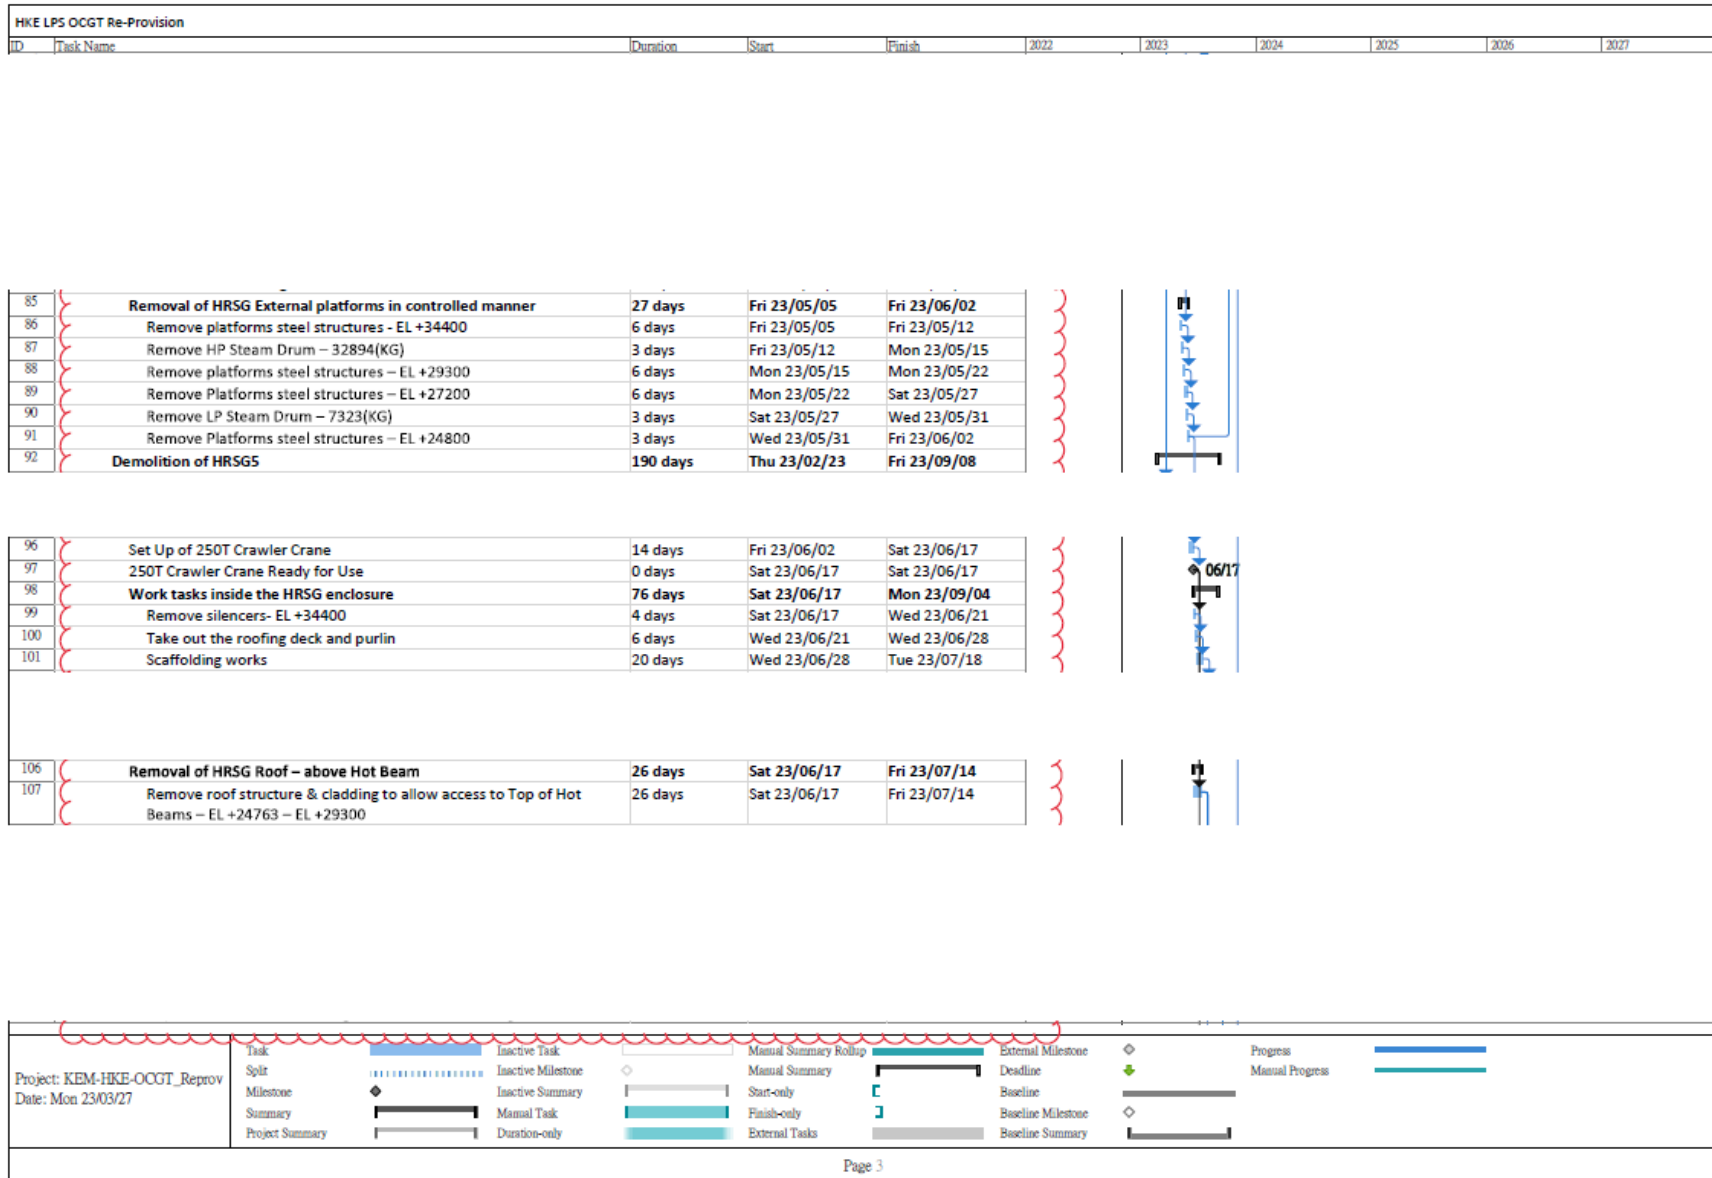 HKE LPS OCGT Re-Provision
ID Task Name Duration Start Finish 2022 2023 2024 2025 2026 2027
85 Removal of HRSG External platforms in controlled manner 27 days Fri 23/05/05 Fri 23/06/02
86 Remove platforms steel structures - EL +34400 6 days Fri 23/05/05 Fri 23/05/12
87 Remove HP Steam Drum – 32894(KG) 3 days Fri 23/05/12 Mon 23/05/15
88 Remove platforms steel structures – EL +29300 6 days Mon 23/05/15 Mon 23/05/22
89 Remove Platforms steel structures – EL +27200 6 days Mon 23/05/22 Sat 23/05/27
90 Remove LP Steam Drum – 7323(KG) 3 days Sat 23/05/27 Wed 23/05/31
91 Remove Platforms steel structures – EL +24800 3 days Wed 23/05/31 Fri 23/06/02
92 Demolition of HRSG5 190 days Thu 23/02/23 Fri 23/09/08
96 Set Up of 250T Crawler Crane 14 days Fri 23/06/02 Sat 23/06/17
97 250T Crawler Crane Ready for Use 0 days Sat 23/06/17 Sat 23/06/17 06/17
98 Work tasks inside the HRSG enclosure 76 days Sat 23/06/17 Mon 23/09/04
99 Remove silencers- EL +34400 4 days Sat 23/06/17 Wed 23/06/21
100 Take out the roofing deck and purlin 6 days Wed 23/06/21 Wed 23/06/28
101 Scaffolding works 20 days Wed 23/06/28 Tue 23/07/18
106 Removal of HRSG Roof – above Hot Beam 26 days Sat 23/06/17 Fri 23/07/14
107 Remove roof structure & cladding to allow access to Top of Hot 26 days Sat 23/06/17 Fri 23/07/14
Beams – EL +24763 – EL +29300
Task Inactive Task Manual Summary Rollup External Milestone Progress
Split Inactive Milestone Manual Summary Deadline Manual Progress
Project: KEM-HKE-OCGT_Reprov
Milestone Inactive Summary Start-only Baseline
Date: Mon 23/03/27
Summary Manual Task Finish-only Baseline Milestone
Project Summary Duration-only External Tasks Baseline Summary
Page 3